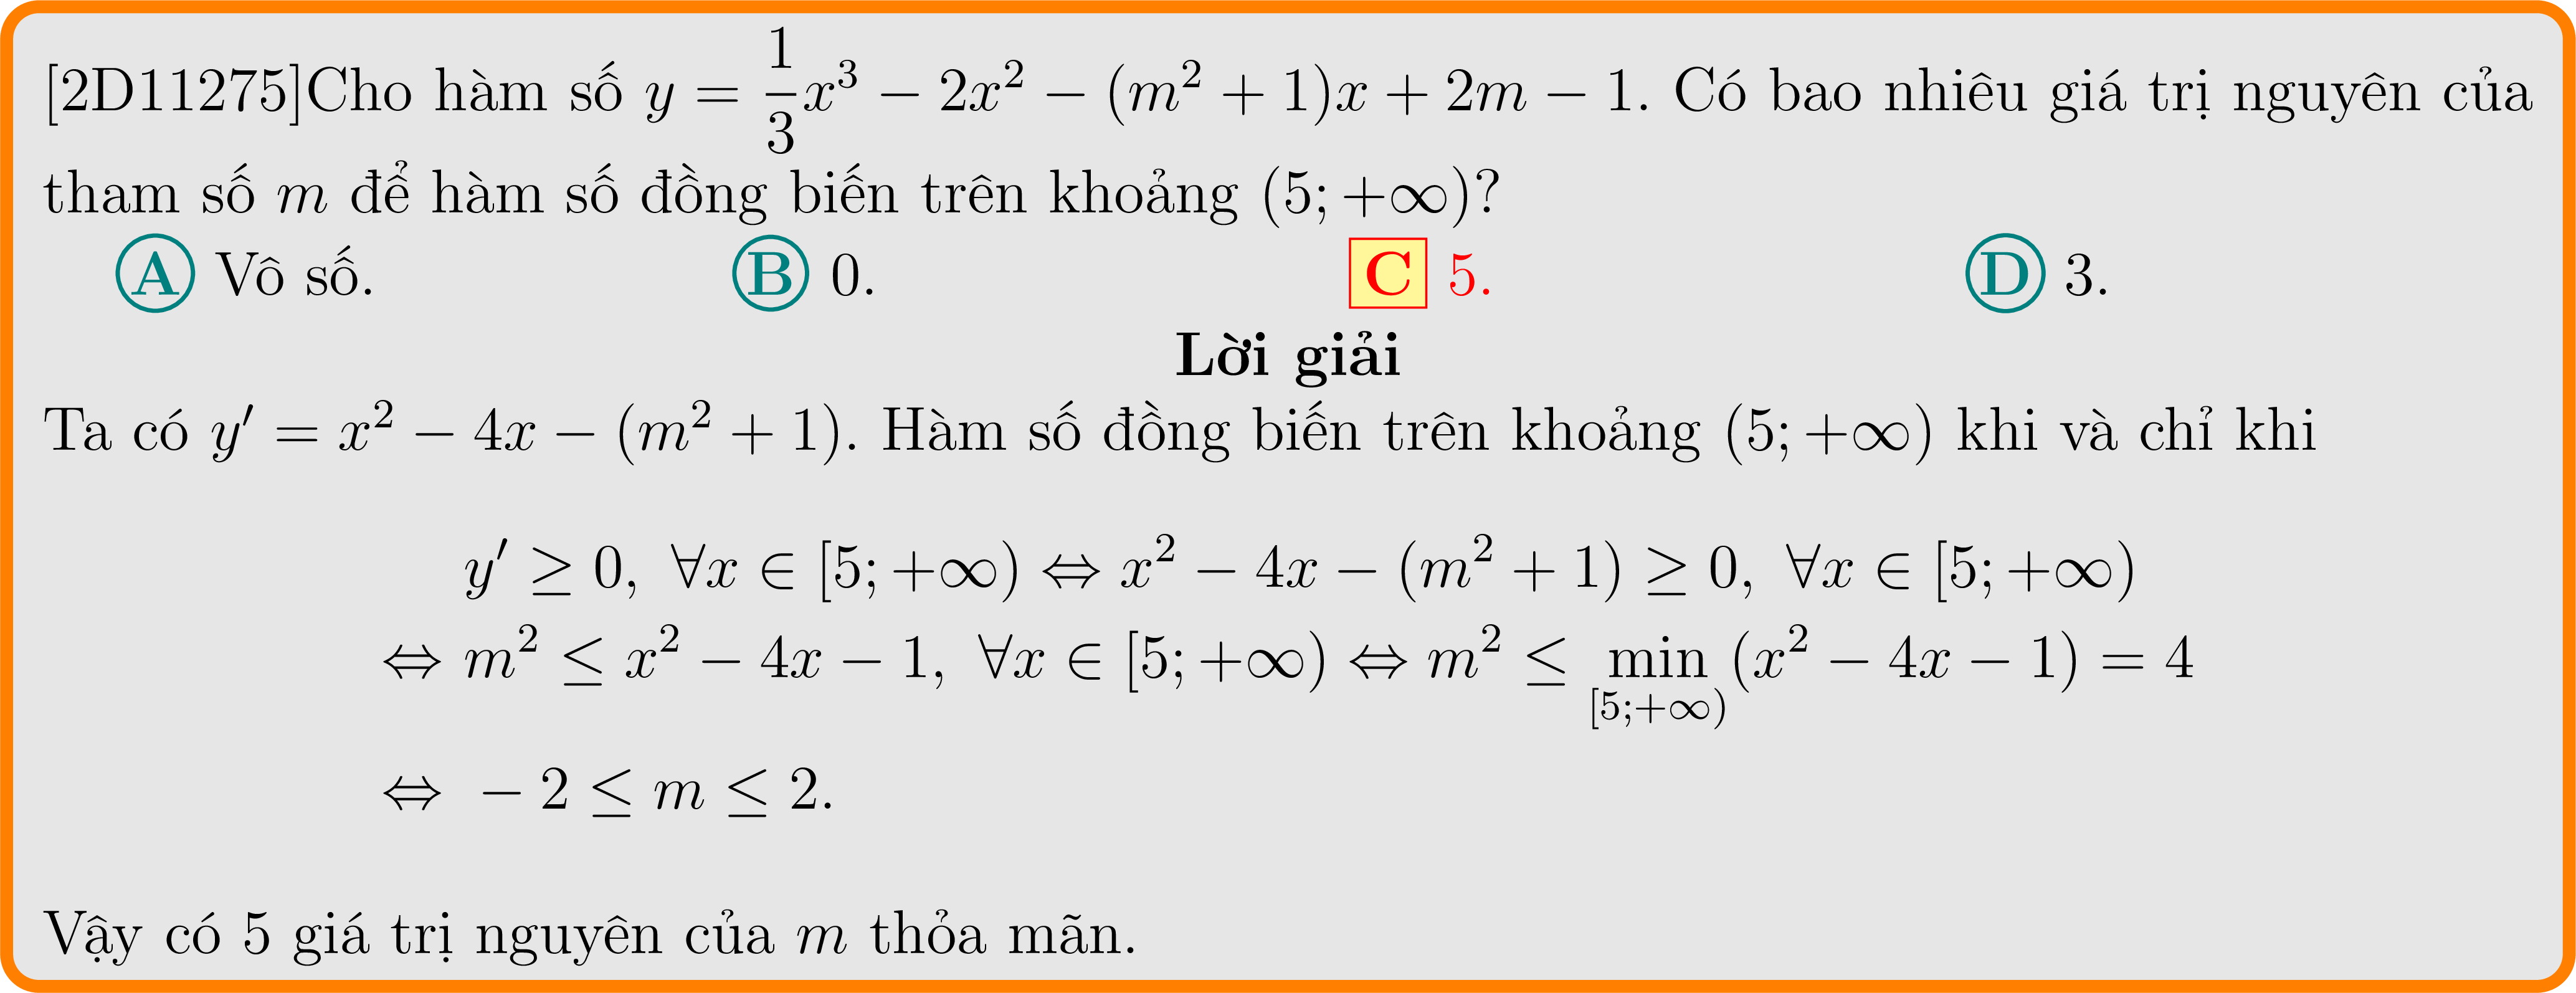 [2D11275]Cho hàm số $y = \dfrac{1}{3}x^3 - 2x^2 - (m^2 + 1)x + 2m - 1$. Có bao nhiêu giá trị nguyên của
tham số $m$ để hàm số đồng biến trên khoảng $(5; +\infty)$?
A Vô số. B 0. C 5. D 3.
Lời giải
Ta có $y' = x^2 - 4x - (m^2 + 1)$. Hàm số đồng biến trên khoảng $(5; +\infty)$ khi và chỉ khi
$y' \geq 0, \forall x \in [5; +\infty) \Leftrightarrow x^2 - 4x - (m^2 + 1) \geq 0, \forall x \in [5; +\infty)$
$\Leftrightarrow m^2 \leq x^2 - 4x - 1, \forall x \in [5; +\infty) \Leftrightarrow m^2 \leq \min\limits_{[5;+\infty)} (x^2 - 4x - 1) = 4$
$\Leftrightarrow -2 \leq m \leq 2.$
Vậy có 5 giá trị nguyên của $m$ thỏa mãn.